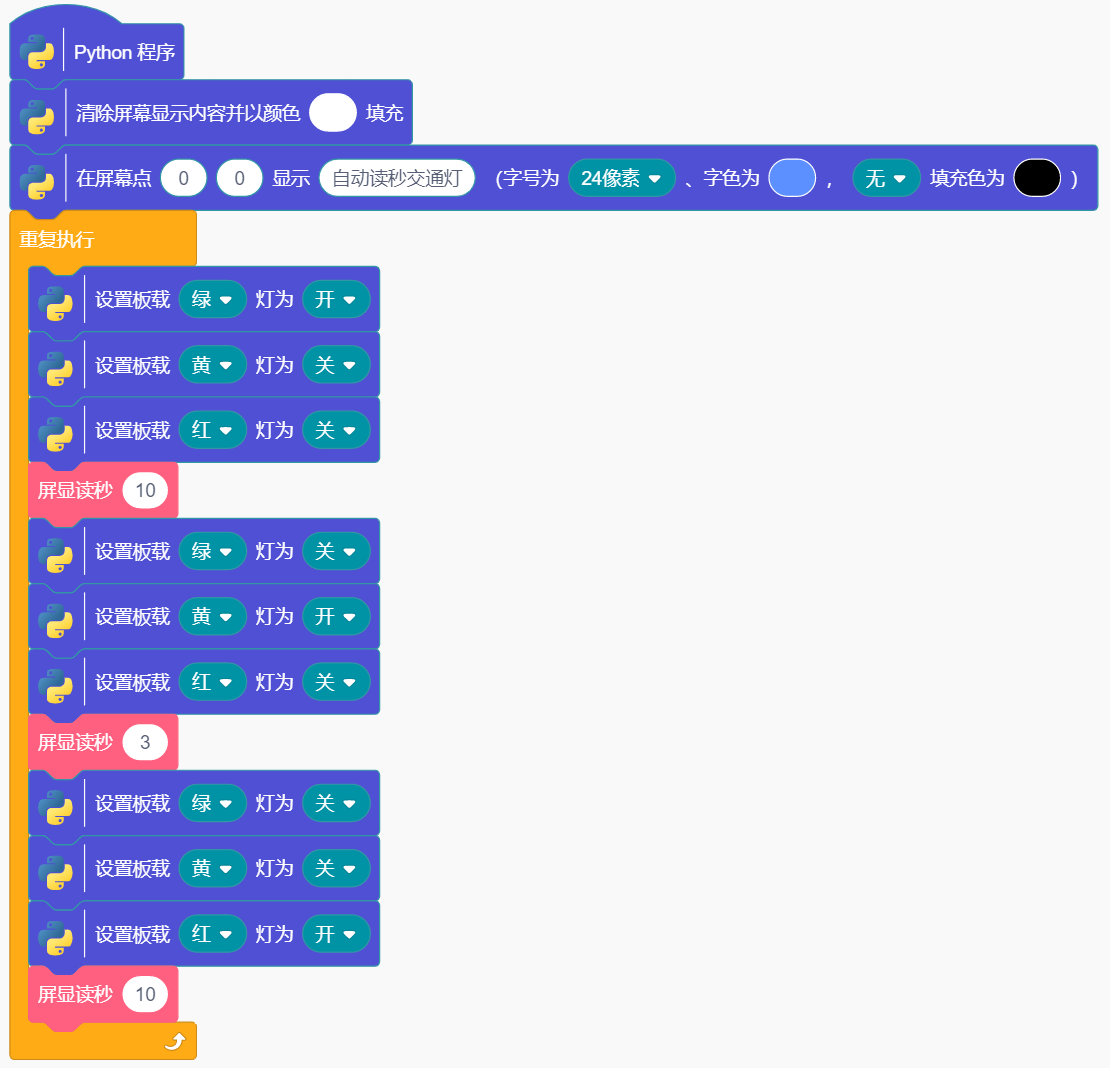 Python 程序
清除屏幕显示内容并以颜色 填充
在屏幕点 0 0 显示 自动读秒交通灯 (字号为 24像素 、字色为 , 无 填充色为 )
重复执行
设置板载 绿 灯为 开
设置板载 黄 灯为 关
设置板载 红 灯为 关
屏显读秒 10
设置板载 绿 灯为 关
设置板载 黄 灯为 开
设置板载 红 灯为 关
屏显读秒 3
设置板载 绿 灯为 关
设置板载 黄 灯为 关
设置板载 红 灯为 开
屏显读秒 10